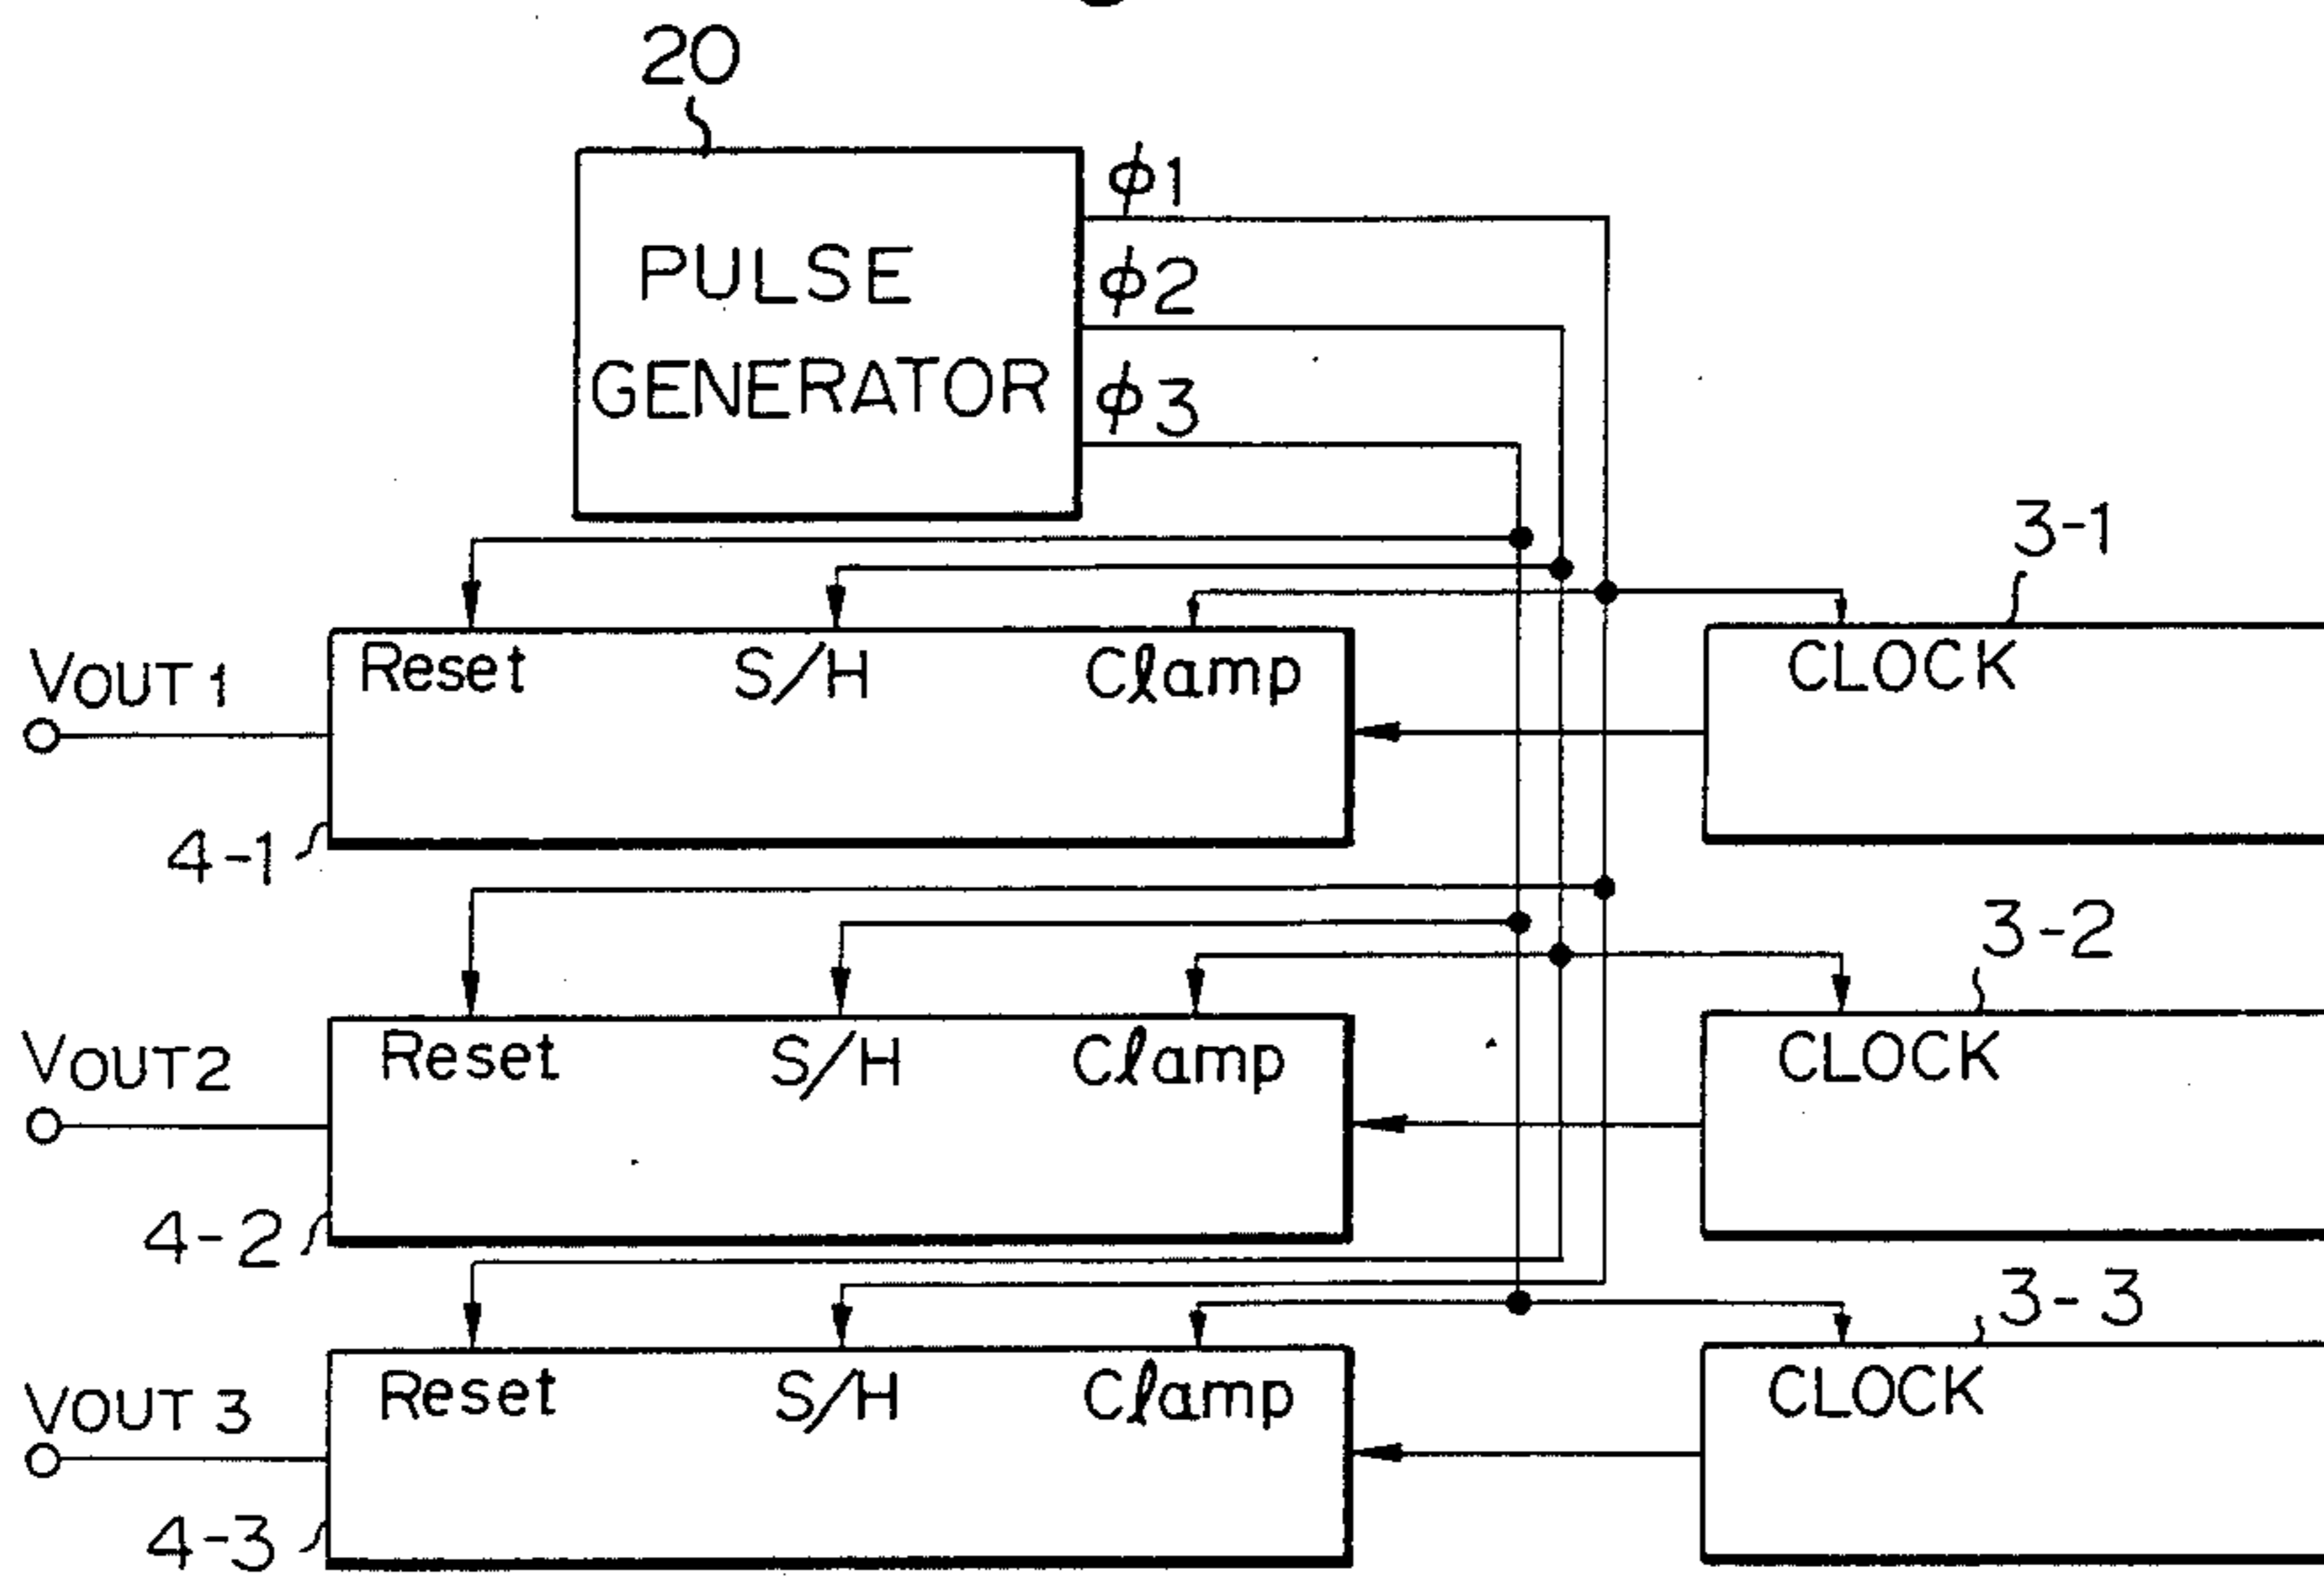 20
PULSE
GENERATOR
ϕ1
ϕ2
ϕ3
3-1
Reset S/H Clamp
CLOCK
VOUT 1
4-1
3-2
Reset S/H Clamp
CLOCK
VOUT2
4-2
3-3
Reset S/H Clamp
CLOCK
VOUT 3
4-3